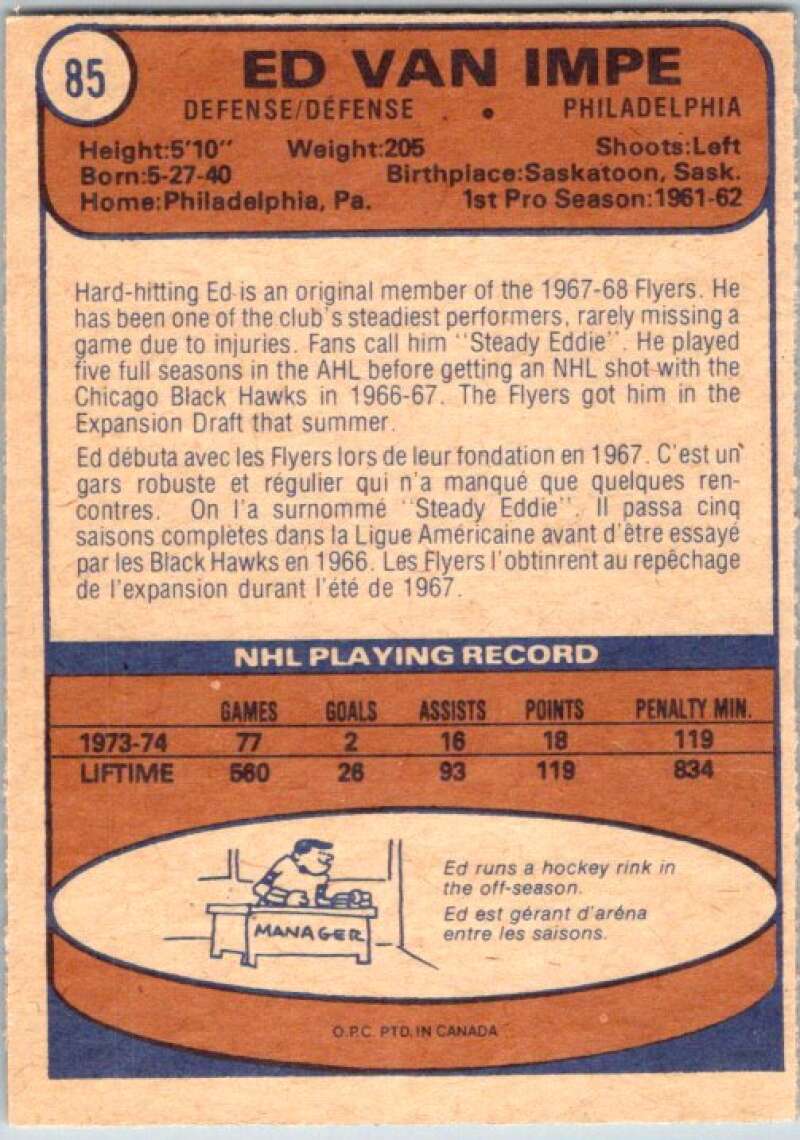 85
ED VAN IMPE
DEFENSE/DÉFENSE • PHILADELPHIA
Height:5'10" Weight:205 Shoots:Left
Born:5-27-40 Birthplace:Saskatoon, Sask.
Home:Philadelphia, Pa. 1st Pro Season:1961-62
Hard-hitting Ed is an original member of the 1967-68 Flyers. He
has been one of the club's steadiest performers, rarely missing a
game due to injuries. Fans call him "Steady Eddie". He played
five full seasons in the AHL before getting an NHL shot with the
Chicago Black Hawks in 1966-67. The Flyers got him in the
Expansion Draft that summer.
Ed débuta avec les Flyers lors de leur fondation en 1967. C'est un
gars robuste et régulier qui n'a manqué que quelques ren-
contres. On l'a surnommé "Steady Eddie". Il passa cinq
saisons complètes dans la Ligue Américaine avant d'être essayé
par les Black Hawks en 1966. Les Flyers l'obtinrent au repêchage
de l'expansion durant l'été de 1967.
NHL PLAYING RECORD
GAMES GOALS ASSISTS POINTS PENALTY MIN.
1973-74 77 2 16 18 119
LIFTIME 560 26 93 119 834
Ed runs a hockey rink in
the off-season.
Ed est gérant d'aréna
entre les saisons.
MANAGER
O.P.C. PTD. IN CANADA